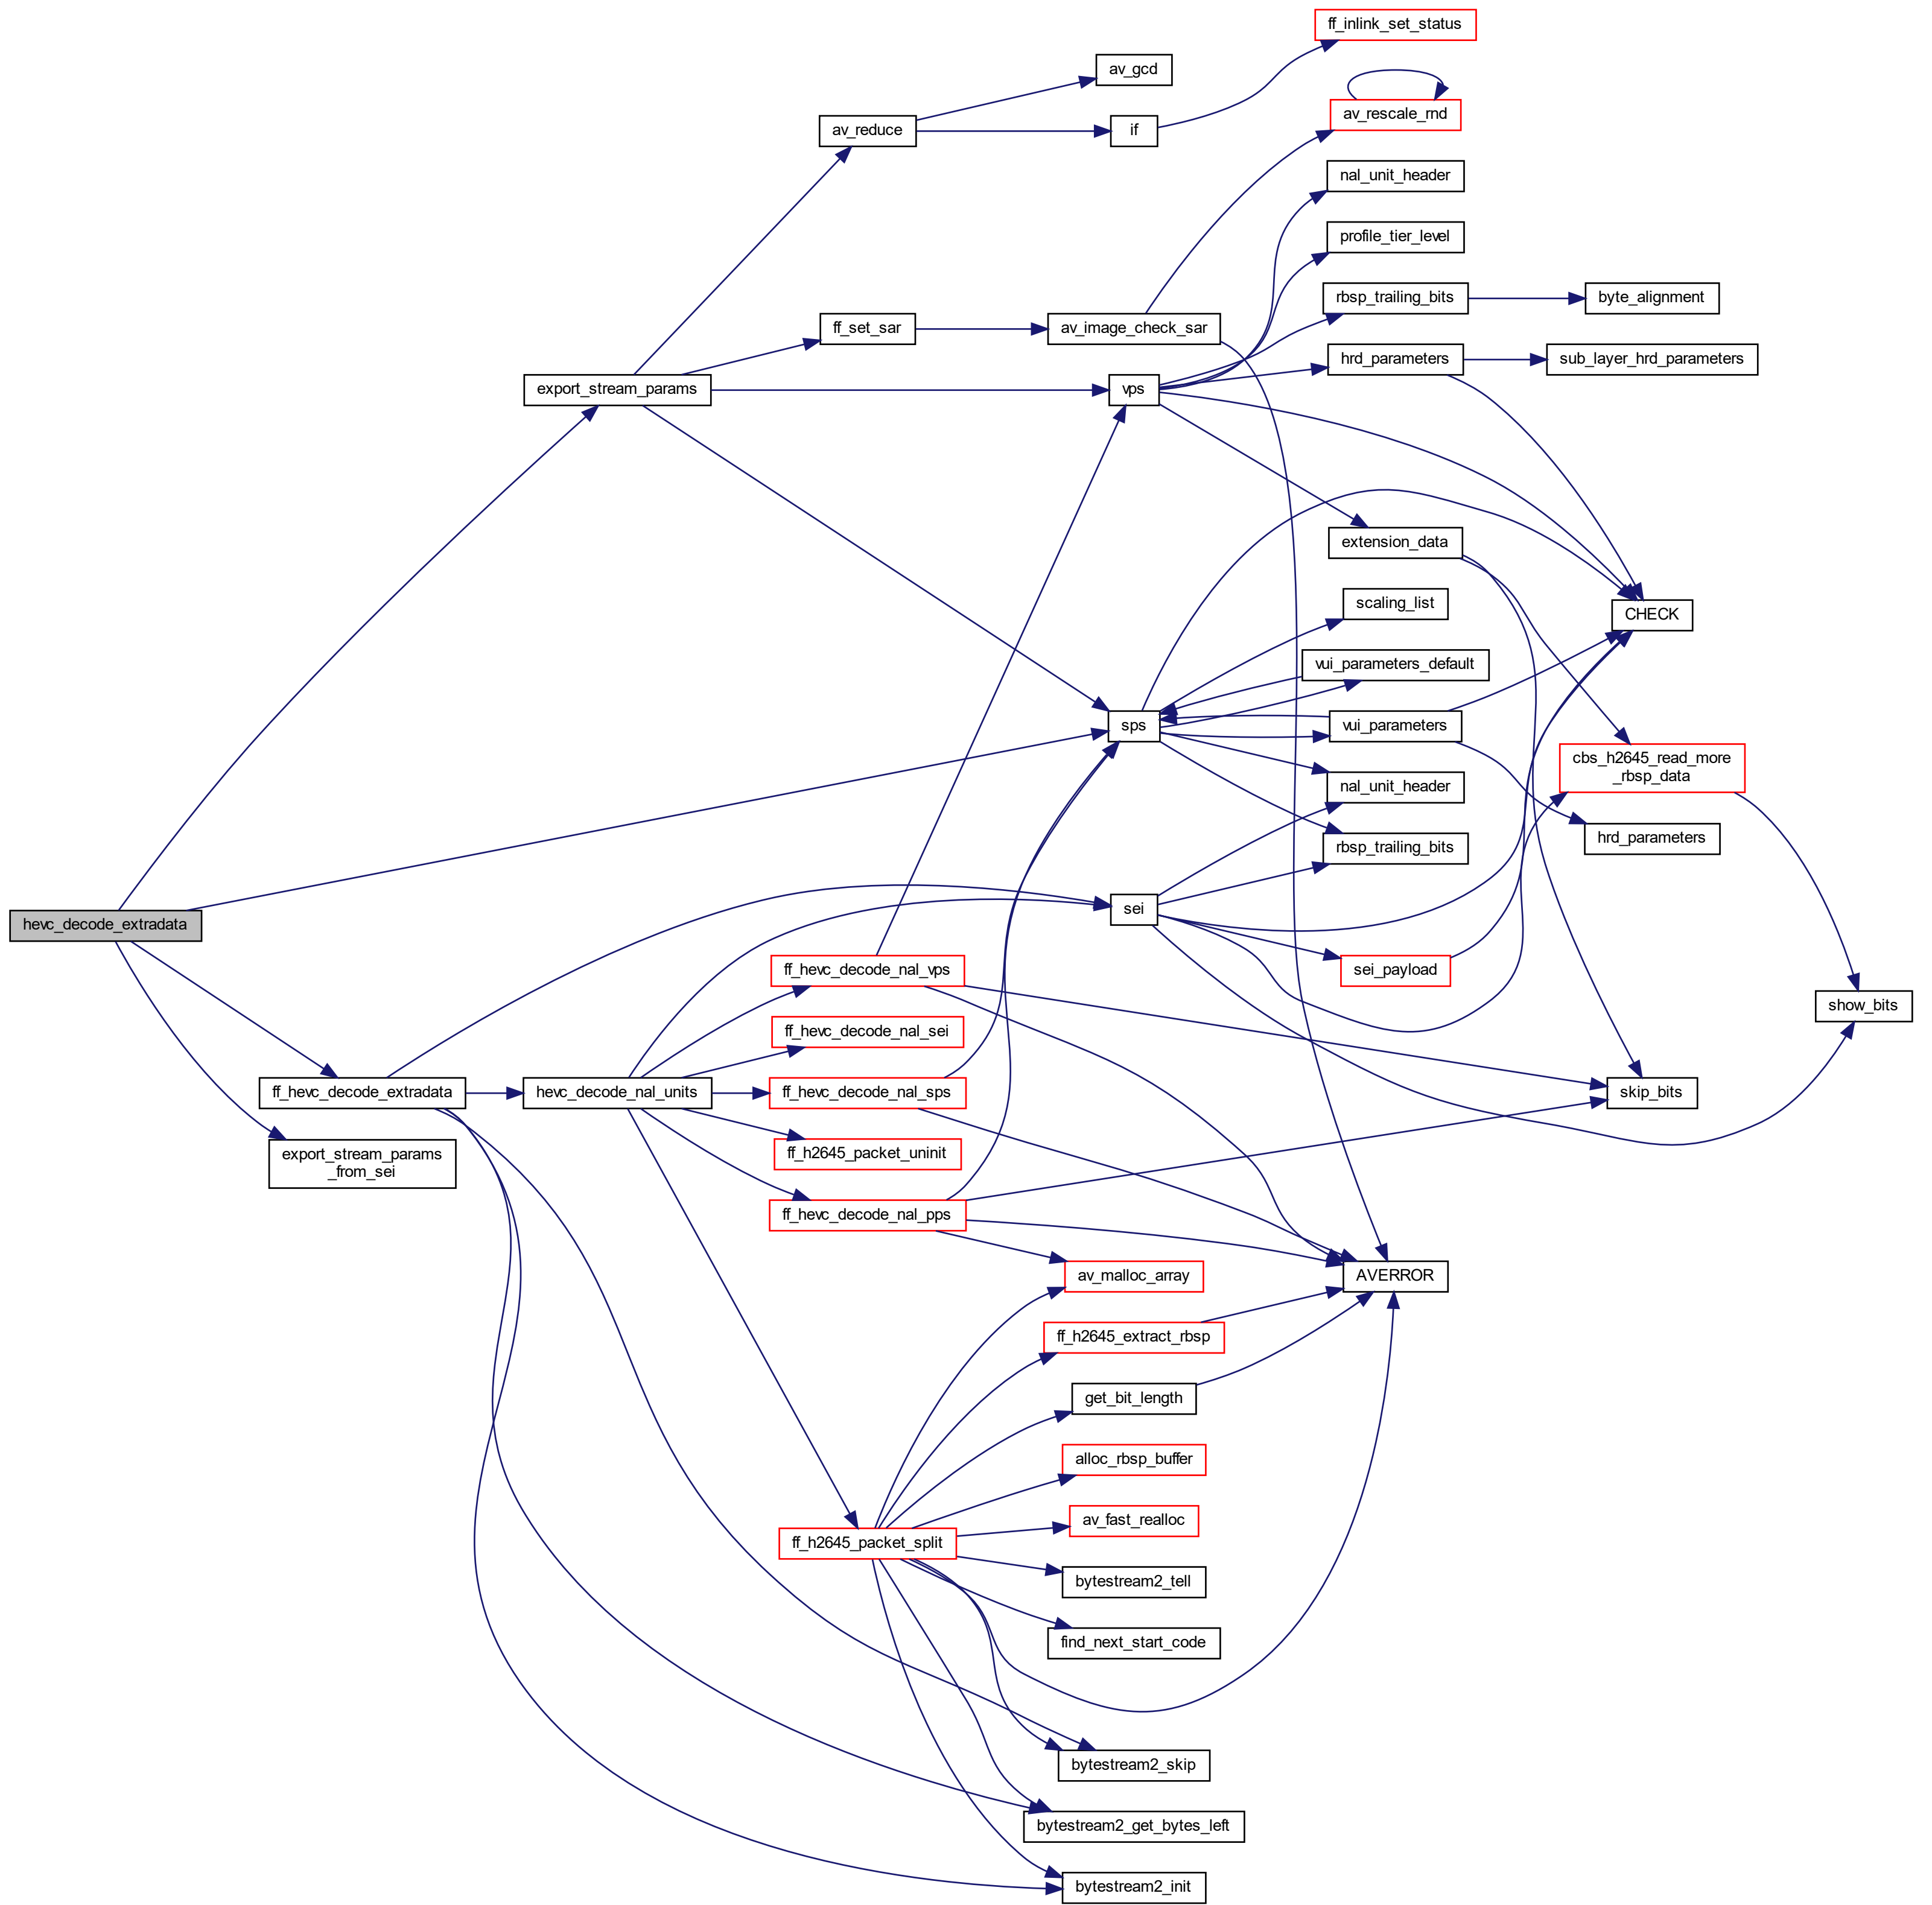 ff_inlink_set_status
av_gcd
av_reduce
if
av_rescale_rnd
nal_unit_header
profile_tier_level
rbsp_trailing_bits
byte_alignment
ff_set_sar
av_image_check_sar
hrd_parameters
sub_layer_hrd_parameters
export_stream_params
vps
extension_data
scaling_list
CHECK
vui_parameters_default
sps
vui_parameters
cbs_h2645_read_more
_rbsp_data
nal_unit_header
hrd_parameters
rbsp_trailing_bits
hevc_decode_extradata
sei
ff_hevc_decode_nal_vps
sei_payload
show_bits
ff_hevc_decode_nal_sei
ff_hevc_decode_extradata
hevc_decode_nal_units
ff_hevc_decode_nal_sps
skip_bits
export_stream_params
_from_sei
ff_h2645_packet_uninit
ff_hevc_decode_nal_pps
av_malloc_array
AVERROR
ff_h2645_extract_rbsp
get_bit_length
alloc_rbsp_buffer
av_fast_realloc
ff_h2645_packet_split
bytestream2_tell
find_next_start_code
bytestream2_skip
bytestream2_get_bytes_left
bytestream2_init